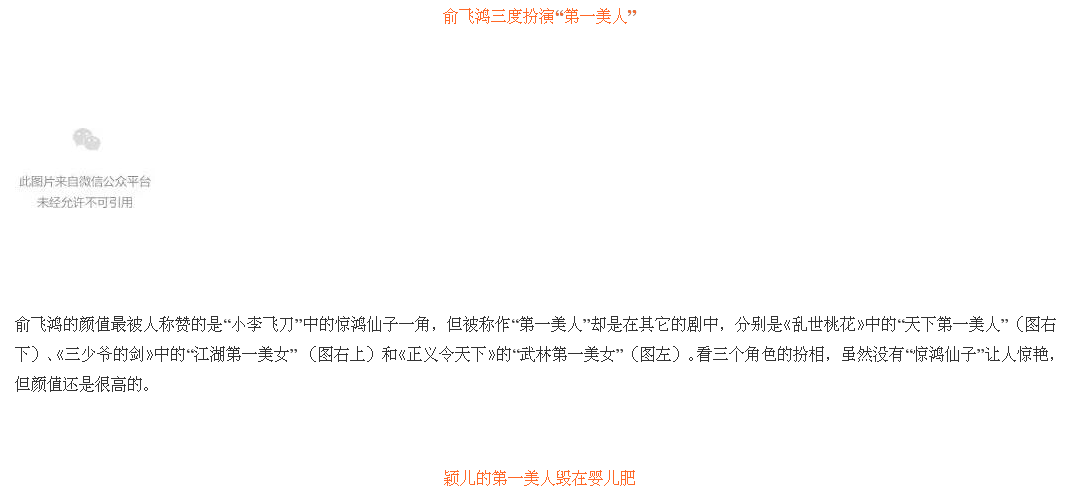 俞飞鸿三度扮演“第一美人”
此图片来自微信公众平台
未经允许不可引用
俞飞鸿的颜值最被人称赞的是“小李飞刀”中的惊鸿仙子一角，但被称作“第一美人”却是在其它的剧中，分别是《乱世桃花》中的“天下第一美人”（图右
下）、《三少爷的剑》中的“江湖第一美女” （图右上）和《正义令天下》的“武林第一美女”（图左）。看三个角色的扮相，虽然没有“惊鸿仙子”让人惊艳，
但颜值还是很高的。
颖儿的第一美人毁在婴儿肥